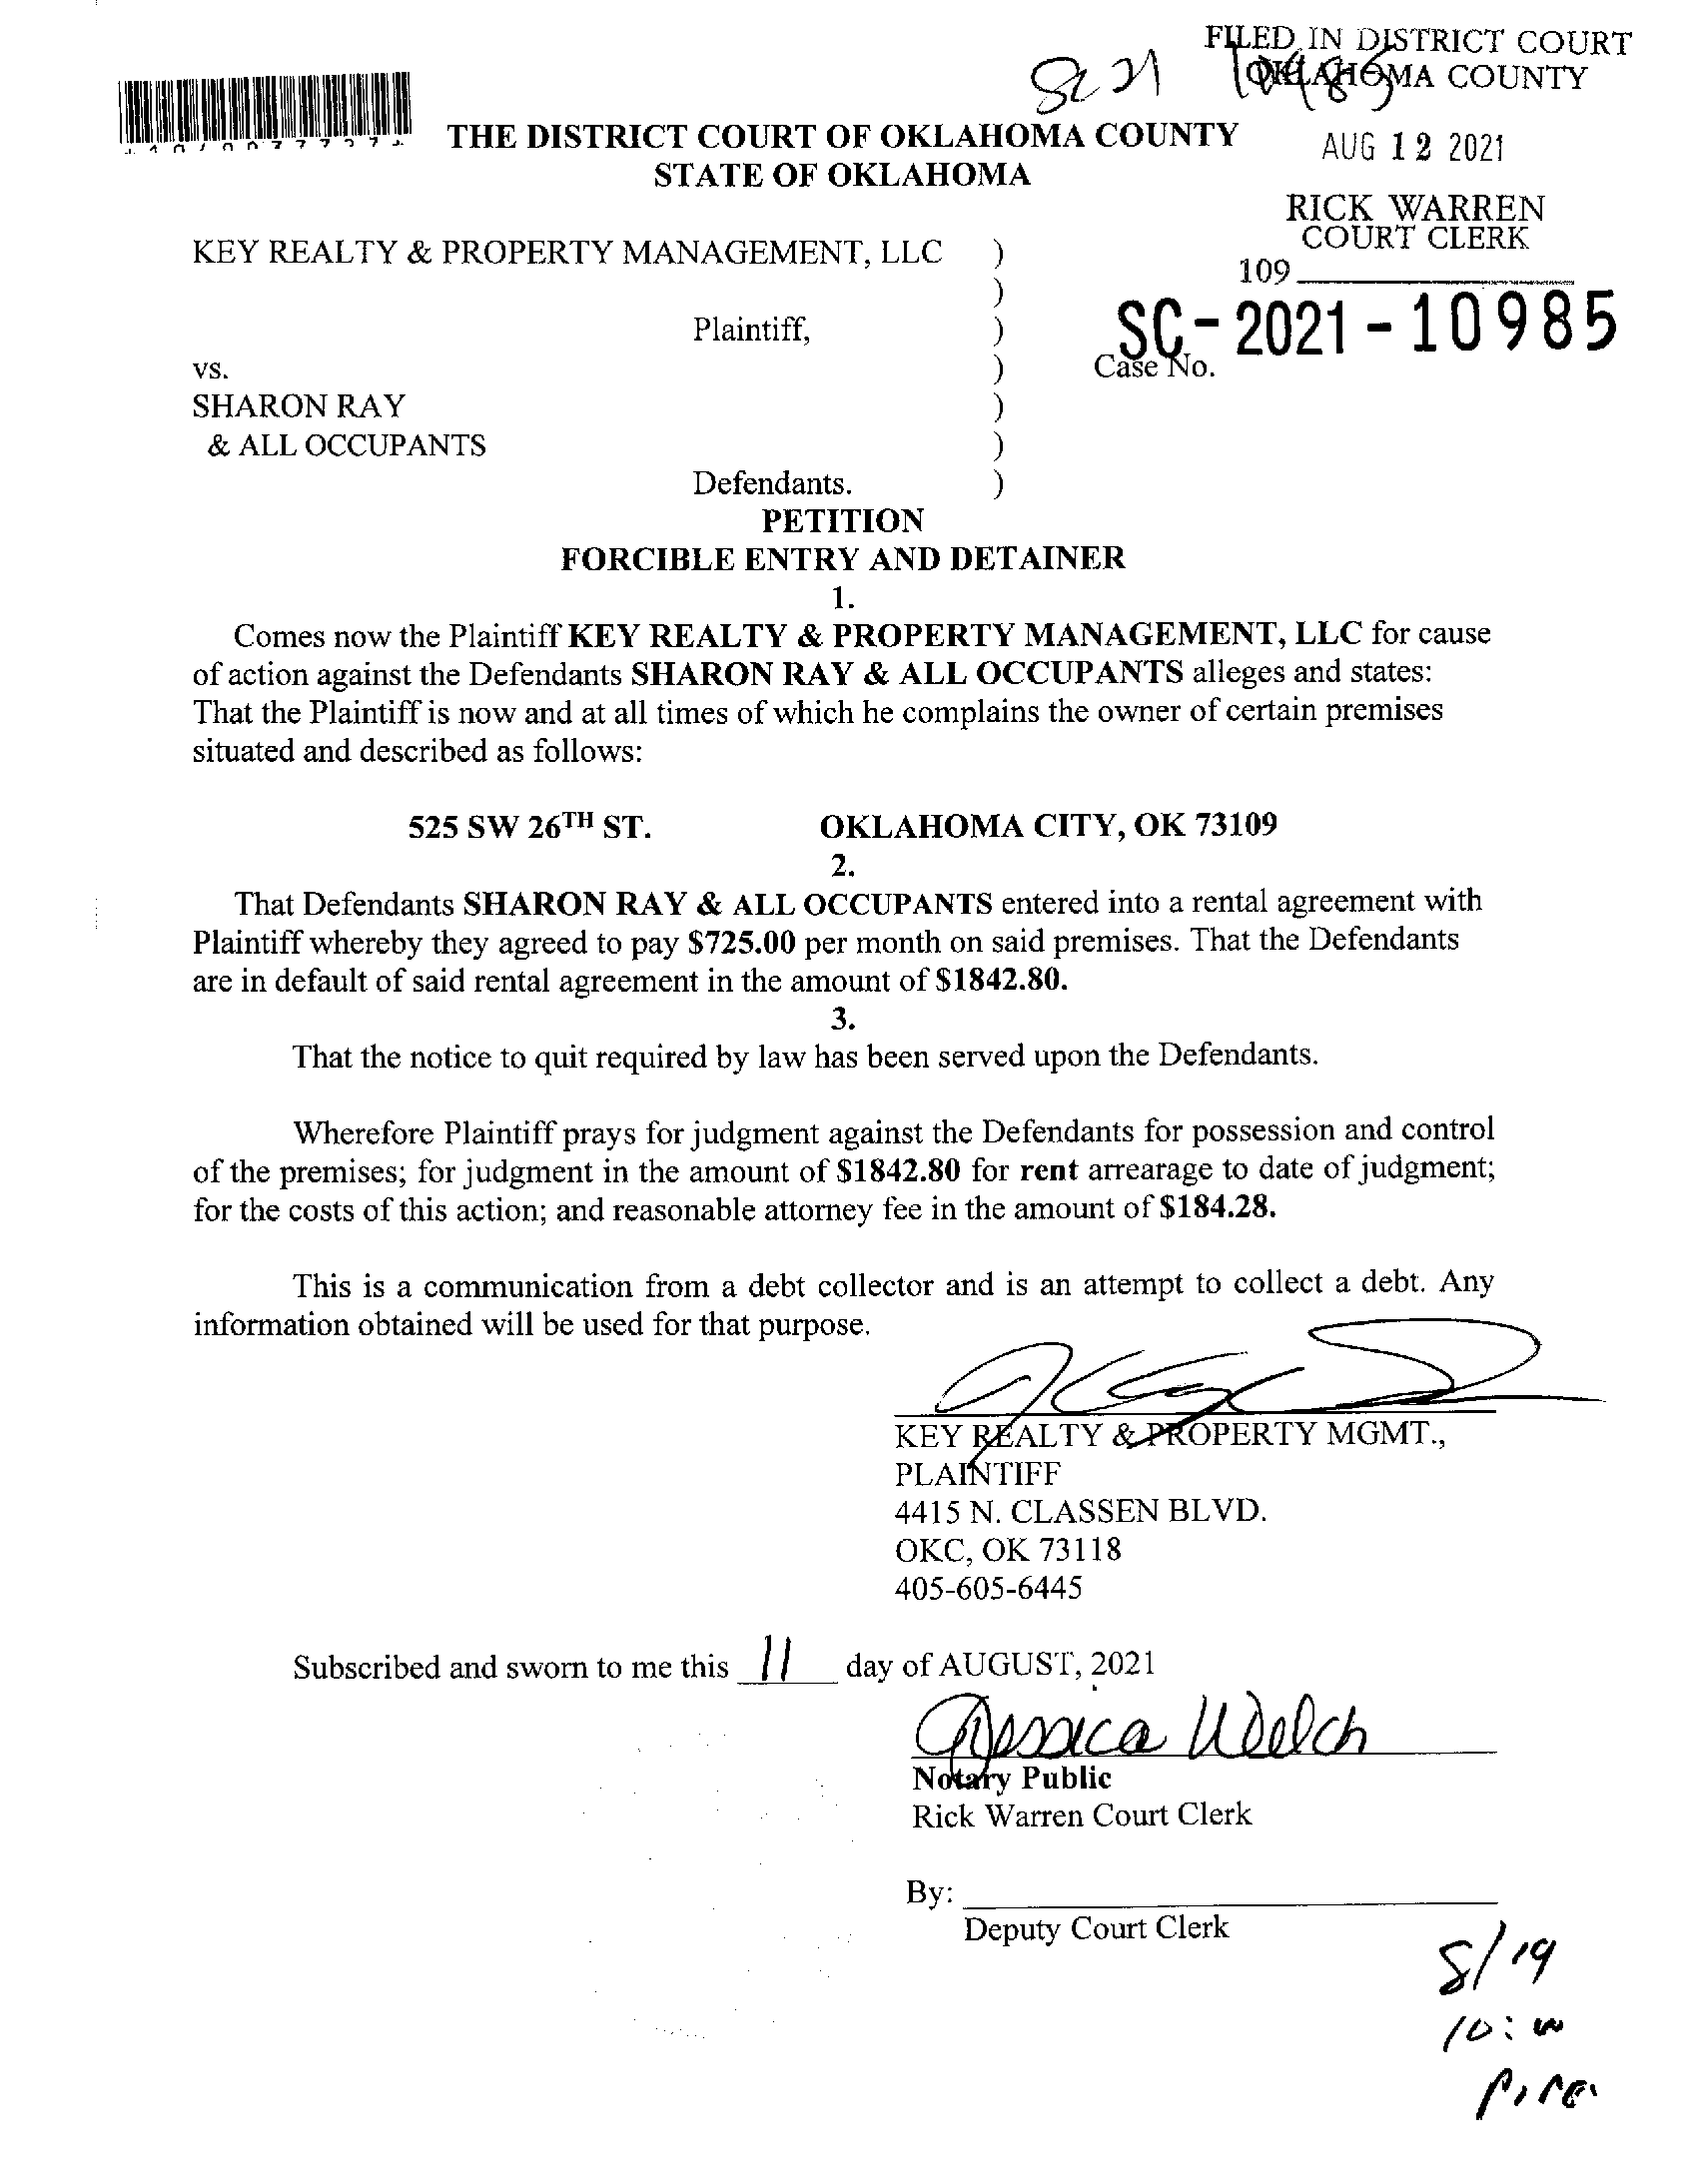 FILED IN DISTRICT COURT
OKLAHOMA COUNTY
SC 21 10985
AUG 12 2021
RICK WARREN
COURT CLERK
109
THE DISTRICT COURT OF OKLAHOMA COUNTY
STATE OF OKLAHOMA
KEY REALTY & PROPERTY MANAGEMENT, LLC )
)
Plaintiff, )
SC-2021-10985
vs. ) Case No.
SHARON RAY )
& ALL OCCUPANTS )
Defendants. )
PETITION
FORCIBLE ENTRY AND DETAINER
1.
Comes now the Plaintiff KEY REALTY & PROPERTY MANAGEMENT, LLC for cause
of action against the Defendants SHARON RAY & ALL OCCUPANTS alleges and states:
That the Plaintiff is now and at all times of which he complains the owner of certain premises
situated and described as follows:
525 SW 26TH ST. OKLAHOMA CITY, OK 73109
2.
That Defendants SHARON RAY & ALL OCCUPANTS entered into a rental agreement with
Plaintiff whereby they agreed to pay $725.00 per month on said premises. That the Defendants
are in default of said rental agreement in the amount of $1842.80.
3.
That the notice to quit required by law has been served upon the Defendants.
Wherefore Plaintiff prays for judgment against the Defendants for possession and control
of the premises; for judgment in the amount of $1842.80 for rent arrearage to date of judgment;
for the costs of this action; and reasonable attorney fee in the amount of $184.28.
This is a communication from a debt collector and is an attempt to collect a debt. Any
information obtained will be used for that purpose.
KEY REALTY & PROPERTY MGMT.,
PLAINTIFF
4415 N. CLASSEN BLVD.
OKC, OK 73118
405-605-6445
Subscribed and sworn to me this 11 day of AUGUST, 2021
Jessica Welch
Notary Public
Rick Warren Court Clerk
By:
Deputy Court Clerk
8/19